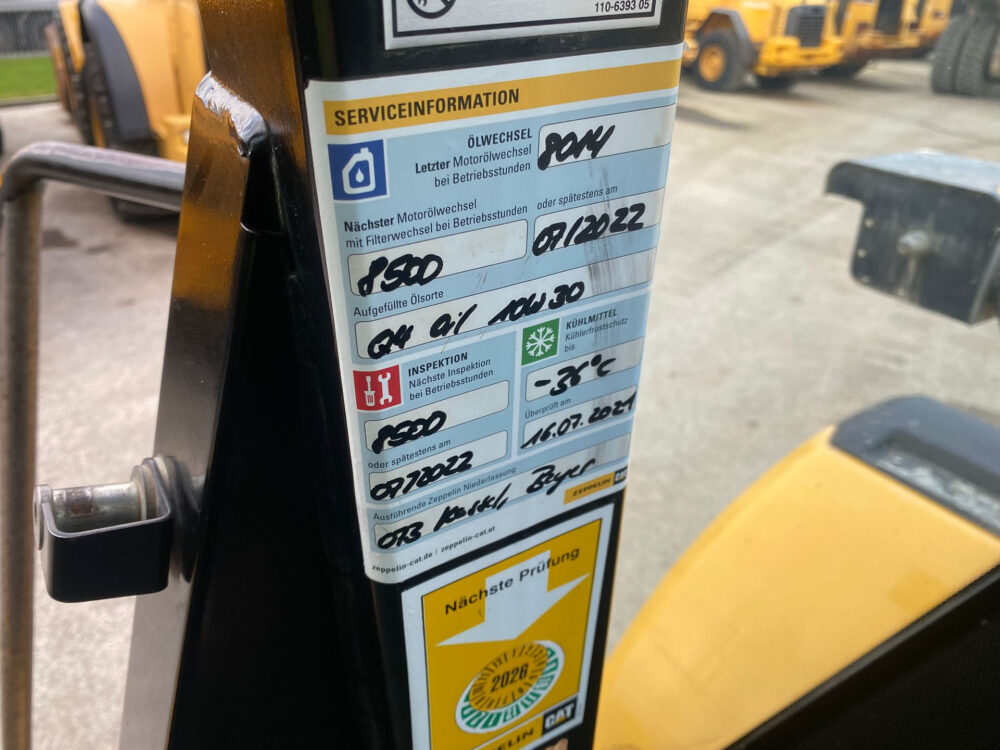 110-6393 05
SERVICEINFORMATION
ÖLWECHSEL
Letzter Motorölwechsel
bei Betriebsstunden
8014
Nächster Motorölwechsel
mit Filterwechsel bei Betriebsstunden
8500
oder spätestens am
07/2022
Aufgefüllte Ölsorte
Q4 Oil 10W30
INSPEKTION
Nächste Inspektion
bei Betriebsstunden
8500
oder spätestens am
07/2022
KÜHLMITTEL
Kühlerfrostschutz
bis
-36°C
Überprüft am
16.07.2021
Ausführende Zeppelin Niederlassung
073 Beyer
ZEPPELIN
zeppelin-cat.de | zeppelin-cat.at
Nächste Prüfung
2026
CAT